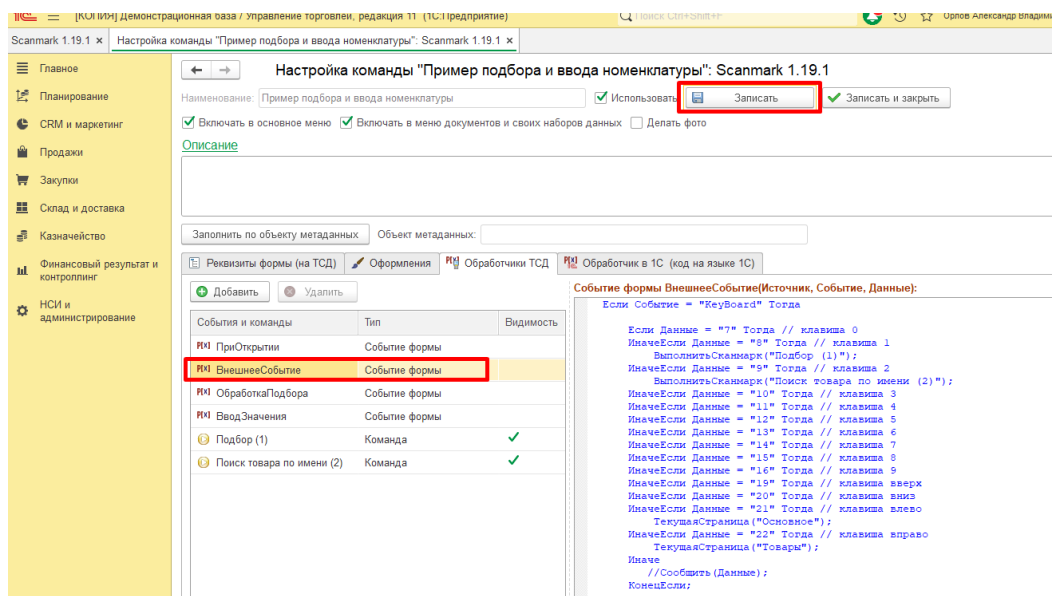 [КОПИЯ] Демонстрационная база / Управление торговлей, редакция 11 (1С:Предприятие)
Поиск Ctrl+Shift+F
Орлов Александр Владими
Scanmark 1.19.1 ×
Настройка команды "Пример подбора и ввода номенклатуры": Scanmark 1.19.1 ×
Главное
Планирование
CRM и маркетинг
Продажи
Закупки
Склад и доставка
Казначейство
Финансовый результат и
контроллинг
НСИ и
администрирование
Настройка команды "Пример подбора и ввода номенклатуры": Scanmark 1.19.1
Наименование: Пример подбора и ввода номенклатуры
Использовать
Записать
Записать и закрыть
Включать в основное меню
Включать в меню документов и своих наборов данных
Делать фото
Описание
Заполнить по объекту метаданных
Объект метаданных:
Реквизиты формы (на ТСД)
Оформления
Обработчики ТСД
Обработчик в 1С (код на языке 1С)
Добавить
Удалить
События и команды Тип Видимость
P[X] ПриОткрытии Событие формы
P[X] ВнешнееСобытие Событие формы
P[X] ОбработкаПодбора Событие формы
P[X] ВводЗначения Событие формы
Подбор (1) Команда
Поиск товара по имени (2) Команда
Событие формы ВнешнееСобытие(Источник, Событие, Данные):
Если Событие = "KeyBoard" Тогда
Если Данные = "7" Тогда // клавиша 0
ИначеЕсли Данные = "8" Тогда // клавиша 1
ВыполнитьСканмарк("Подбор (1)");
ИначеЕсли Данные = "9" Тогда // клавиша 2
ВыполнитьСканмарк("Поиск товара по имени (2)");
ИначеЕсли Данные = "10" Тогда // клавиша 3
ИначеЕсли Данные = "11" Тогда // клавиша 4
ИначеЕсли Данные = "12" Тогда // клавиша 5
ИначеЕсли Данные = "13" Тогда // клавиша 6
ИначеЕсли Данные = "14" Тогда // клавиша 7
ИначеЕсли Данные = "15" Тогда // клавиша 8
ИначеЕсли Данные = "16" Тогда // клавиша 9
ИначеЕсли Данные = "19" Тогда // клавиша вверх
ИначеЕсли Данные = "20" Тогда // клавиша вниз
ИначеЕсли Данные = "21" Тогда // клавиша влево
ТекущаяСтраница("Основное");
ИначеЕсли Данные = "22" Тогда // клавиша вправо
ТекущаяСтраница("Товары");
Иначе
//Сообщить(Данные);
КонецЕсли;